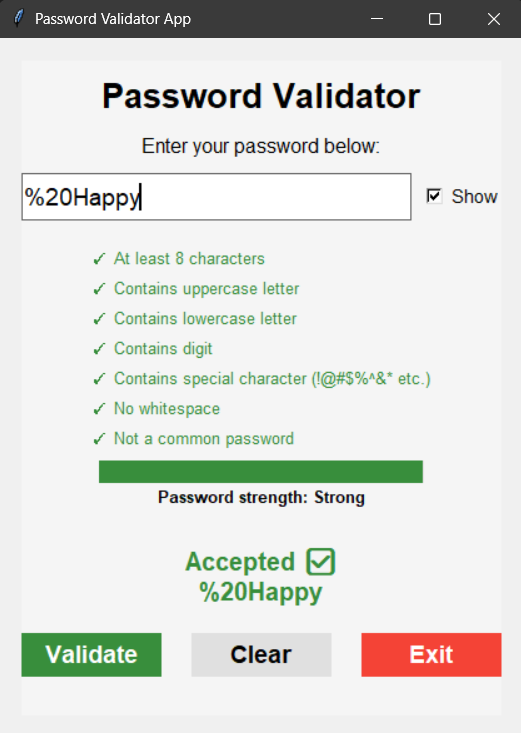 Password Validator App
Password Validator
Enter your password below:
%20Happy
Show
✓ At least 8 characters
✓ Contains uppercase letter
✓ Contains lowercase letter
✓ Contains digit
✓ Contains special character (!@#$%^&* etc.)
✓ No whitespace
✓ Not a common password
Password strength: Strong
Accepted ☑
%20Happy
Validate Clear Exit